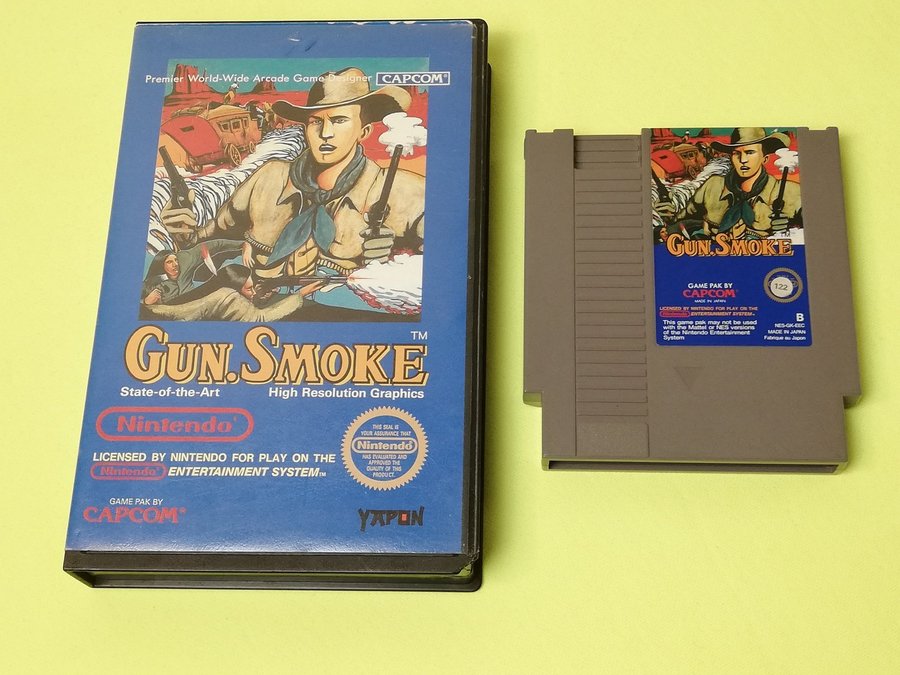 Premier World-Wide Arcade Game Designer CAPCOM®
GUN.SMOKE™
State-of-the-Art High Resolution Graphics
Nintendo®
LICENSED BY NINTENDO FOR PLAY ON THE
Nintendo® ENTERTAINMENT SYSTEM™
THIS SEAL IS
YOUR ASSURANCE THAT
Nintendo
HAS EVALUATED AND
APPROVED THE
QUALITY OF THIS
PRODUCT
GAME PAK BY
CAPCOM®
YAPON
GUN.SMOKE
GAME PAK BY
CAPCOM®
MADE IN JAPAN
LICENSED BY NINTENDO FOR PLAY ON THE
Nintendo ENTERTAINMENT SYSTEM™
This game pak may not be used
with the Mattel or NES versions
of the Nintendo Entertainment
System
122
B
NES-GK-EEC
MADE IN JAPAN
Fabriqué au Japon